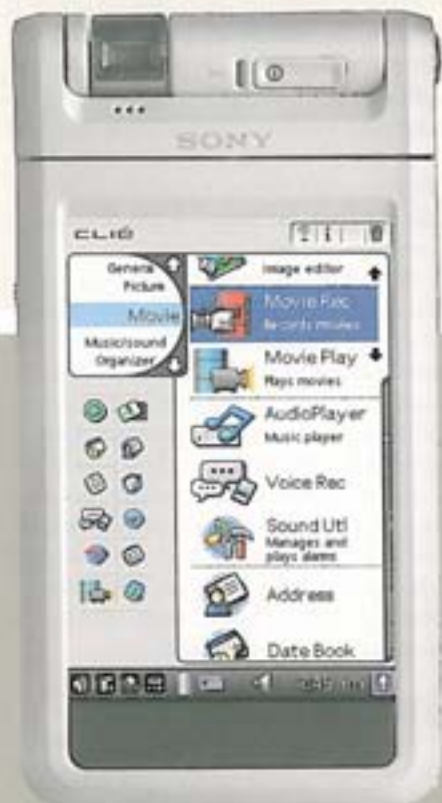 SONY
CLIÉ
General
Picture
Movie
Music/sound
Organizer
Image editor
Movie Rec
Records movies
Movie Play
Plays movies
AudioPlayer
Music player
Voice Rec
Sound Utl
Manages and
plays alarms
Address
Date Book